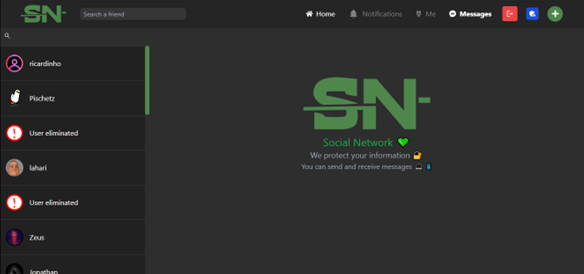 SN
Search a friend
Home
Notifications
Me
Messages
ricardinho
Pischetz
User eliminated
lahari
User eliminated
Zeus
Jonathan
SN
Social Network
We protect your information
You can send and receive messages